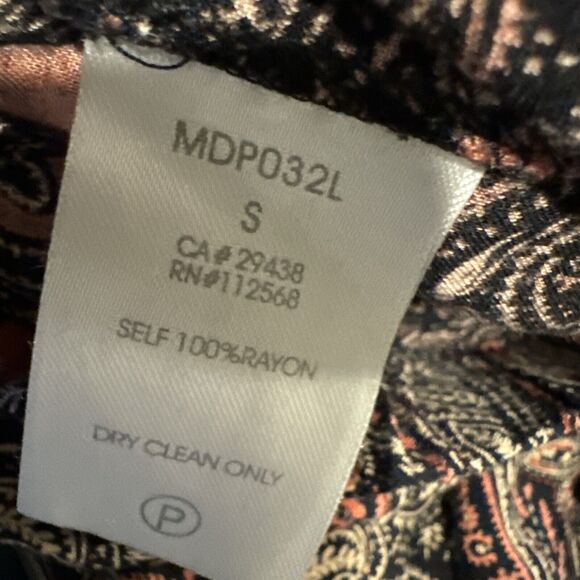 MDP032L
S
CA# 29438
RN#112568
SELF 100%RAYON
DRY CLEAN ONLY
P